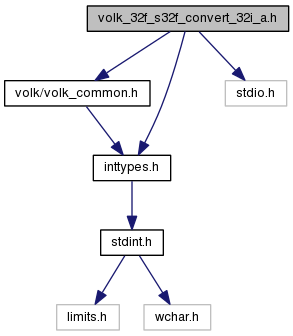 volk_32f_s32f_convert_32i_a.h
volk/volk_common.h
stdio.h
inttypes.h
stdint.h
limits.h
wchar.h